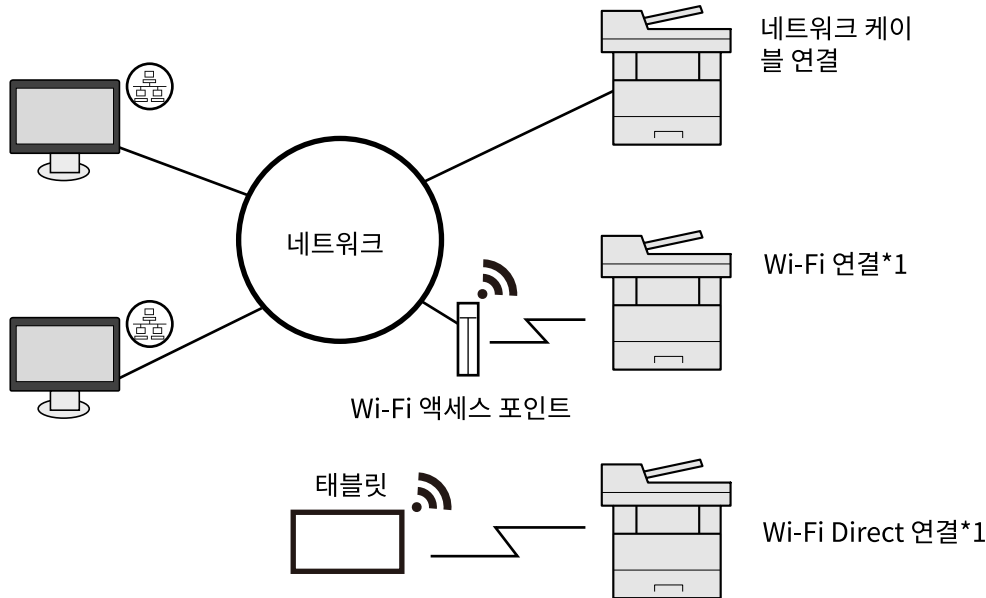 네트워크 케이
블 연결
네트워크
Wi-Fi 연결*1
Wi-Fi 액세스 포인트
태블릿
Wi-Fi Direct 연결*1